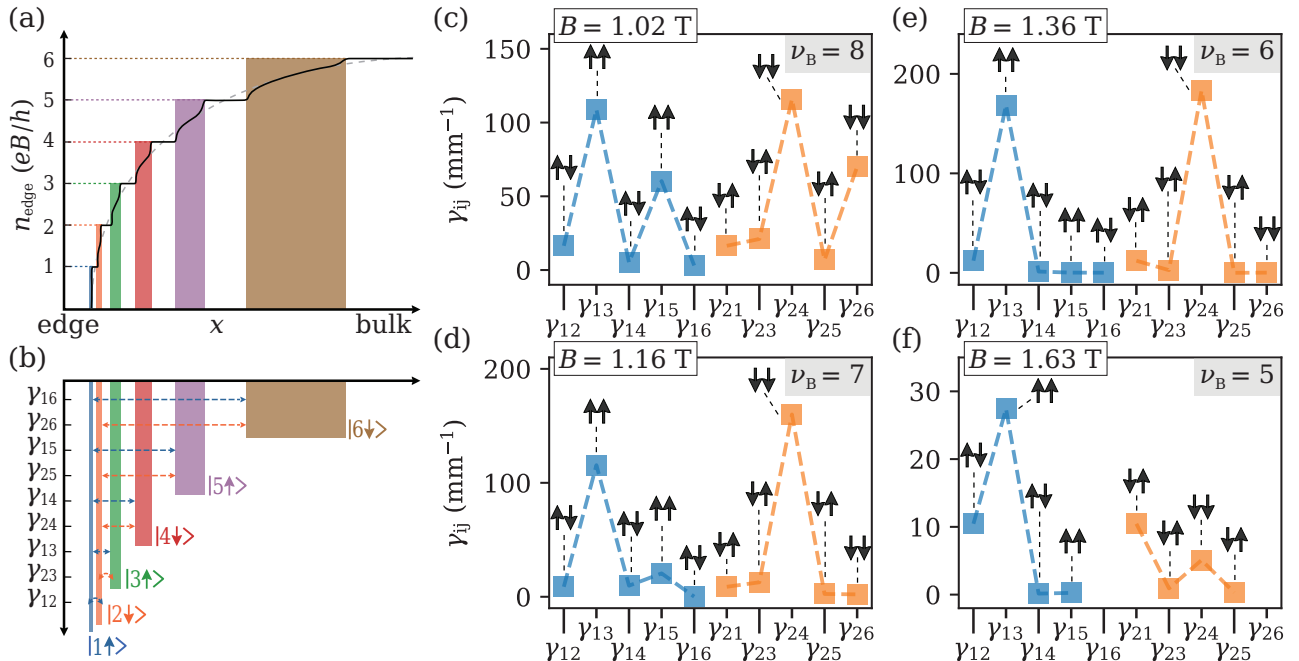 (a)
n_edge (eB/h)
6
5
4
3
2
1
edge
x
bulk
(b)
γ₁₆
γ₂₆
γ₁₅
γ₂₅
γ₁₄
γ₂₄
γ₁₃
γ₂₃
γ₁₂
|6↓>
|5↑>
|4↓>
|3↑>
|2↓>
|1↑>
(c)
B = 1.02 T
ν_B = 8
γ_ij (mm⁻¹)
150
100
50
0
↑↓ ↑↑ ↑↓ ↑↑ ↑↓ ↓↑ ↓↑ ↓↓ ↓↑ ↓↓
γ₁₂ γ₁₃ γ₁₄ γ₁₅ γ₁₆ γ₂₁ γ₂₃ γ₂₄ γ₂₅ γ₂₆
(d)
B = 1.16 T
ν_B = 7
γ_ij (mm⁻¹)
200
100
0
↑↓ ↑↑ ↑↓ ↑↑ ↑↓ ↓↑ ↓↑ ↓↓ ↓↑ ↓↓
γ₁₂ γ₁₃ γ₁₄ γ₁₅ γ₁₆ γ₂₁ γ₂₃ γ₂₄ γ₂₅ γ₂₆
(e)
B = 1.36 T
ν_B = 6
200
100
0
↑↓ ↑↑ ↑↓ ↑↑ ↑↓ ↓↑ ↓↑ ↓↓ ↓↑ ↓↓
γ₁₂ γ₁₃ γ₁₄ γ₁₅ γ₁₆ γ₂₁ γ₂₃ γ₂₄ γ₂₅ γ₂₆
(f)
B = 1.63 T
ν_B = 5
30
20
10
0
↑↓ ↑↑ ↑↓ ↑↑ ↓↑ ↓↑ ↓↓ ↓↑
γ₁₂ γ₁₃ γ₁₄ γ₁₅ γ₁₆ γ₂₁ γ₂₃ γ₂₄ γ₂₅ γ₂₆